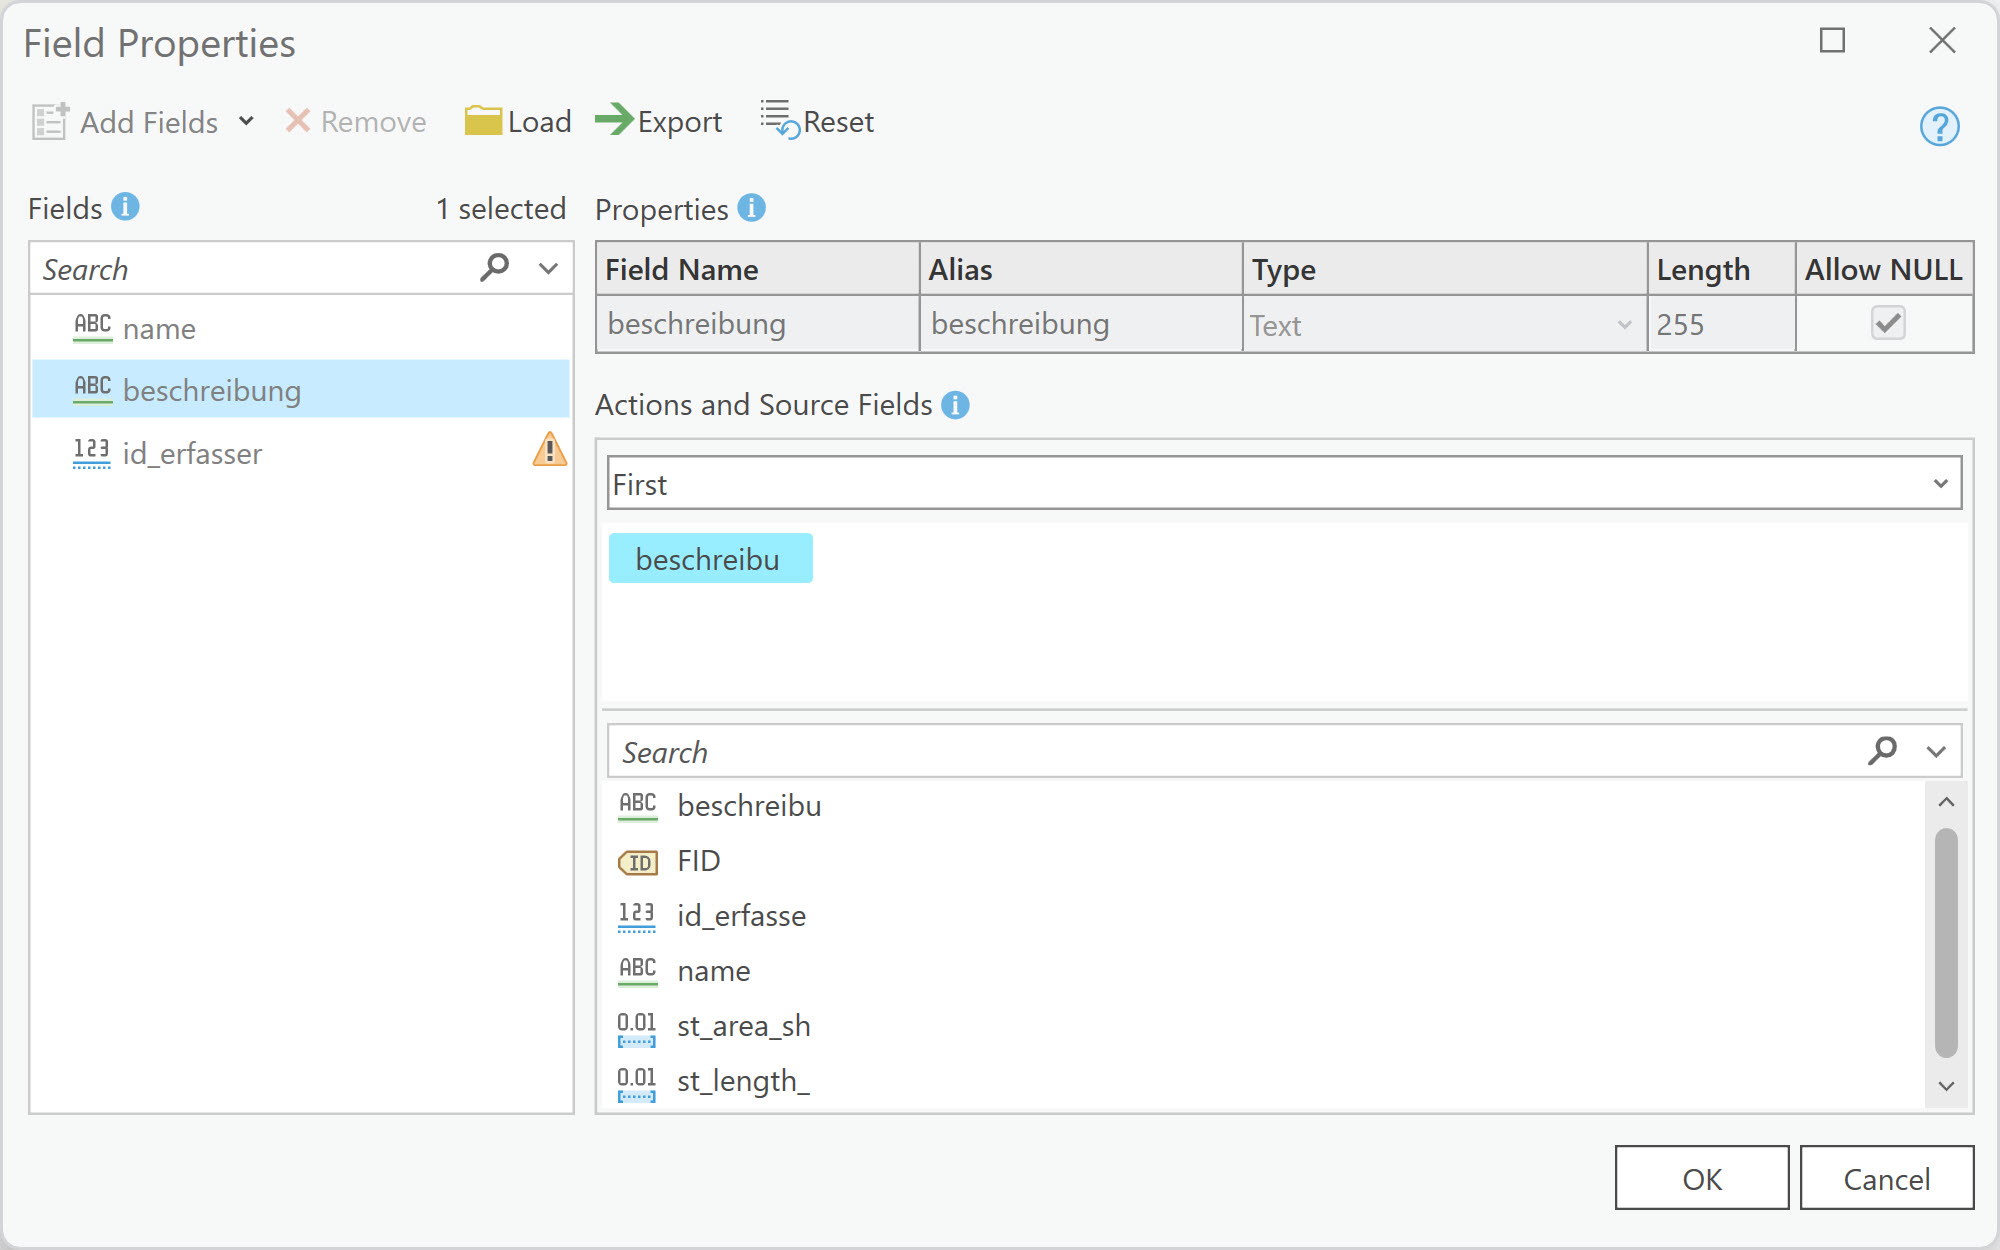 Field Properties
Add Fields Remove Load Export Reset
?
Fields i 1 selected
Search
ABC name
ABC beschreibung
123 id_erfasser !
Properties i
Field Name Alias Type Length Allow NULL
beschreibung beschreibung Text 255
Actions and Source Fields i
First
beschreibu
Search
ABC beschreibu
ID FID
123 id_erfasse
ABC name
0.01 st_area_sh
0.01 st_length_
OK Cancel